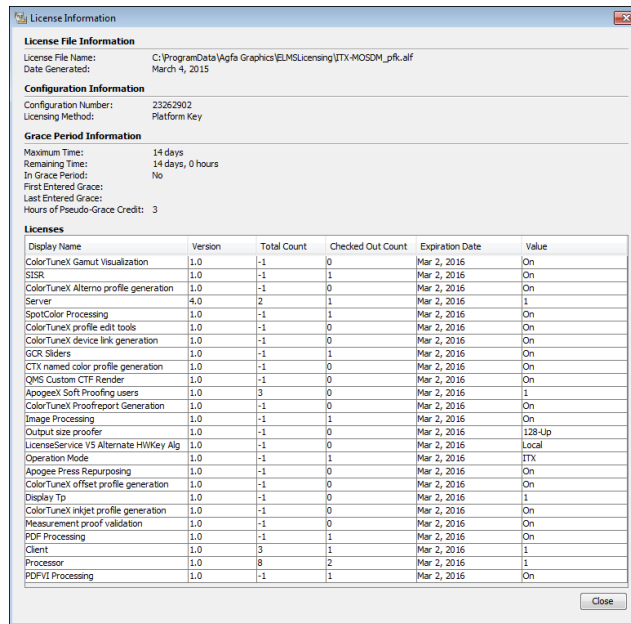 License Information
License File Information
License File Name: C:\ProgramData\Agfa Graphics\ELMSLicensing\ITX-MOSDM_pfk.alf
Date Generated: March 4, 2015
Configuration Information
Configuration Number: 23262902
Licensing Method: Platform Key
Grace Period Information
Maximum Time: 14 days
Remaining Time: 14 days, 0 hours
In Grace Period: No
First Entered Grace:
Last Entered Grace:
Hours of Pseudo-Grace Credit: 3
Licenses
Display Name Version Total Count Checked Out Count Expiration Date Value
ColorTuneX Gamut Visualization 1.0 -1 0 Mar 2, 2016 On
SISR 1.0 -1 1 Mar 2, 2016 On
ColorTuneX Alterno profile generation 1.0 -1 0 Mar 2, 2016 On
Server 4.0 2 1 Mar 2, 2016 1
SpotColor Processing 1.0 -1 1 Mar 2, 2016 On
ColorTuneX profile edit tools 1.0 -1 0 Mar 2, 2016 On
ColorTuneX device link generation 1.0 -1 0 Mar 2, 2016 On
GCR Sliders 1.0 -1 1 Mar 2, 2016 On
CTX named color profile generation 1.0 -1 0 Mar 2, 2016 On
QMS Custom CTF Render 1.0 -1 0 Mar 2, 2016 On
ApogeeX Soft Proofing users 1.0 3 0 Mar 2, 2016 1
ColorTuneX Proofreport Generation 1.0 -1 0 Mar 2, 2016 On
Image Processing 1.0 -1 1 Mar 2, 2016 On
Output size proofer 1.0 -1 0 Mar 2, 2016 128-Up
LicenseService V5 Alternate HWKey Alg 1.0 -1 0 Mar 2, 2016 Local
Operation Mode 1.0 -1 1 Mar 2, 2016 ITX
Apogee Press Repurposing 1.0 -1 0 Mar 2, 2016 On
ColorTuneX offset profile generation 1.0 -1 0 Mar 2, 2016 On
Display Tp 1.0 -1 0 Mar 2, 2016 1
ColorTuneX inkjet profile generation 1.0 -1 0 Mar 2, 2016 On
Measurement proof validation 1.0 -1 0 Mar 2, 2016 On
PDF Processing 1.0 -1 1 Mar 2, 2016 On
Client 1.0 3 1 Mar 2, 2016 1
Processor 1.0 8 2 Mar 2, 2016 1
PDFVI Processing 1.0 -1 1 Mar 2, 2016 On
Close